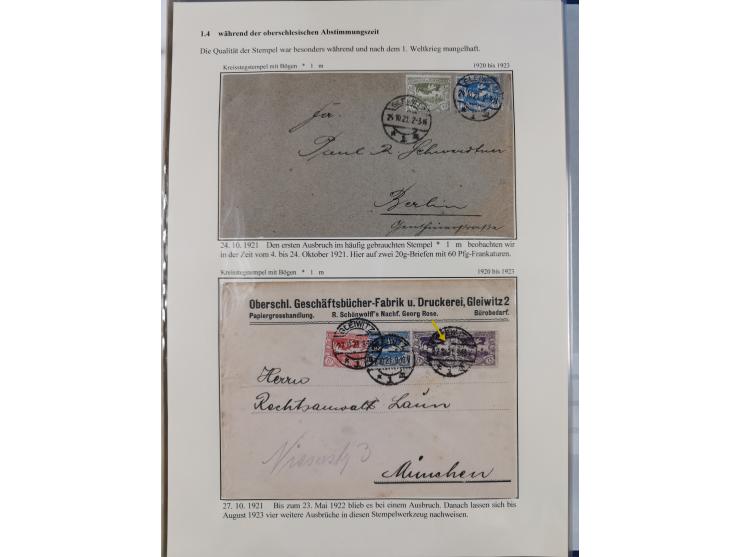 1.4 während der oberschlesischen Abstimmungszeit
Die Qualität der Stempel war besonders während und nach dem 1. Weltkrieg mangelhaft.
Kreisstegstempel mit Bögen * 1 m 1920 bis 1923
GLEIWITZ
Paul
Berlin
24. 10. 1921 Den ersten Ausbruch im häufig gebrauchten Stempel * 1 m beobachten wir
in der Zeit vom 4. bis 24. Oktober 1921. Hier auf zwei 20g-Briefen mit 60 Pfg-Frankaturen.
Kreisstegstempel mit Bögen * 1 m 1920 bis 1923
Oberschl. Geschäftsbücher-Fabrik u. Druckerei, Gleiwitz 2
Papiergrosshandlung. R. Schönwolff's Nachf. Georg Rose. Bürobedarf.
GLEIWITZ
Herrn
Rechtsanwalt Laun
München
27. 10. 1921 Bis zum 23. Mai 1922 blieb es bei einem Ausbruch. Danach lassen sich bis
August 1923 vier weitere Ausbrüche in diesen Stempelwerkzeug nachweisen.